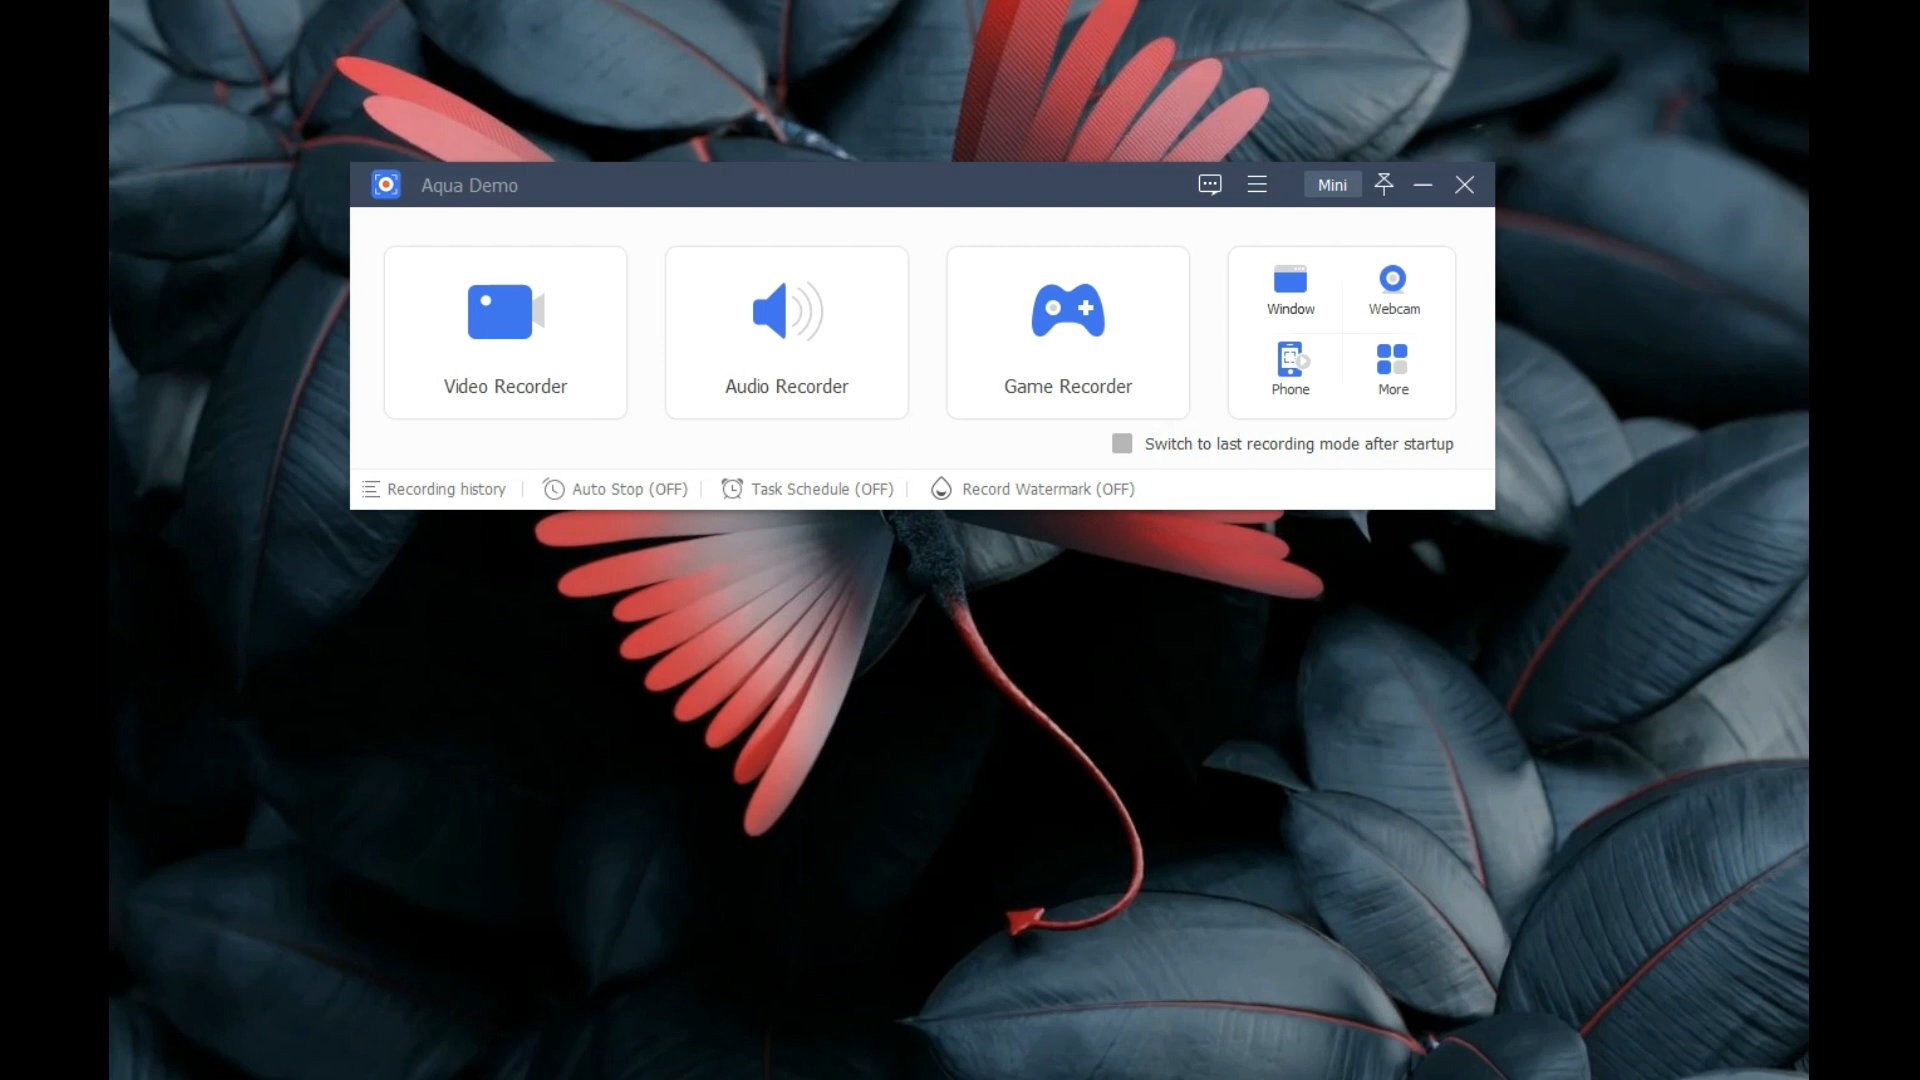 Aqua Demo
Mini
Video Recorder
Audio Recorder
Game Recorder
Window
Webcam
Phone
More
Switch to last recording mode after startup
Recording history
Auto Stop (OFF)
Task Schedule (OFF)
Record Watermark (OFF)